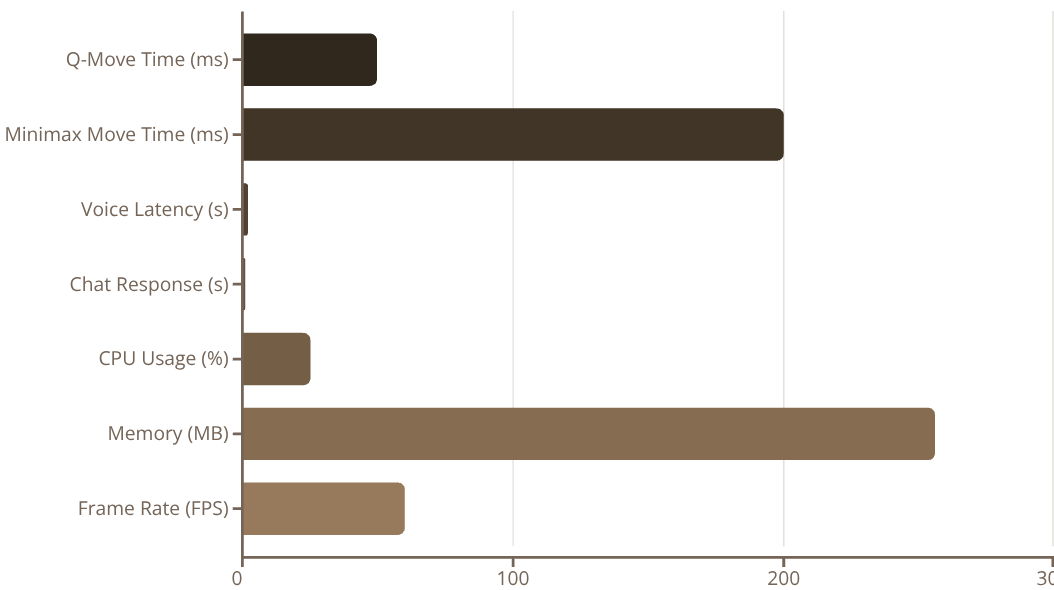 Q-Move Time (ms)
Minimax Move Time (ms)
Voice Latency (s)
Chat Response (s)
CPU Usage (%)
Memory (MB)
Frame Rate (FPS)
0 100 200